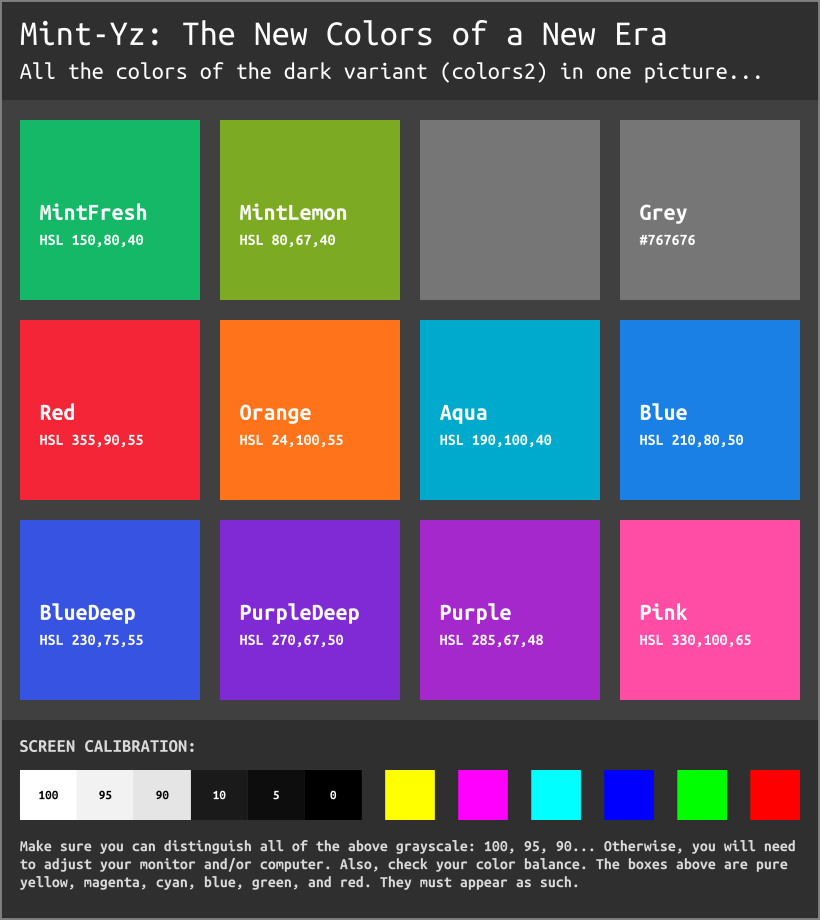 Mint-Yz: The New Colors of a New Era
All the colors of the dark variant (colors2) in one picture...
MintFresh
HSL 150,80,40
MintLemon
HSL 80,67,40
Grey
#767676
Red
HSL 355,90,55
Orange
HSL 24,100,55
Aqua
HSL 190,100,40
Blue
HSL 210,80,50
BlueDeep
HSL 230,75,55
PurpleDeep
HSL 270,67,50
Purple
HSL 285,67,48
Pink
HSL 330,100,65
SCREEN CALIBRATION:
100 95 90 10 5 0
Make sure you can distinguish all of the above grayscale: 100, 95, 90... Otherwise, you will need
to adjust your monitor and/or computer. Also, check your color balance. The boxes above are pure
yellow, magenta, cyan, blue, green, and red. They must appear as such.